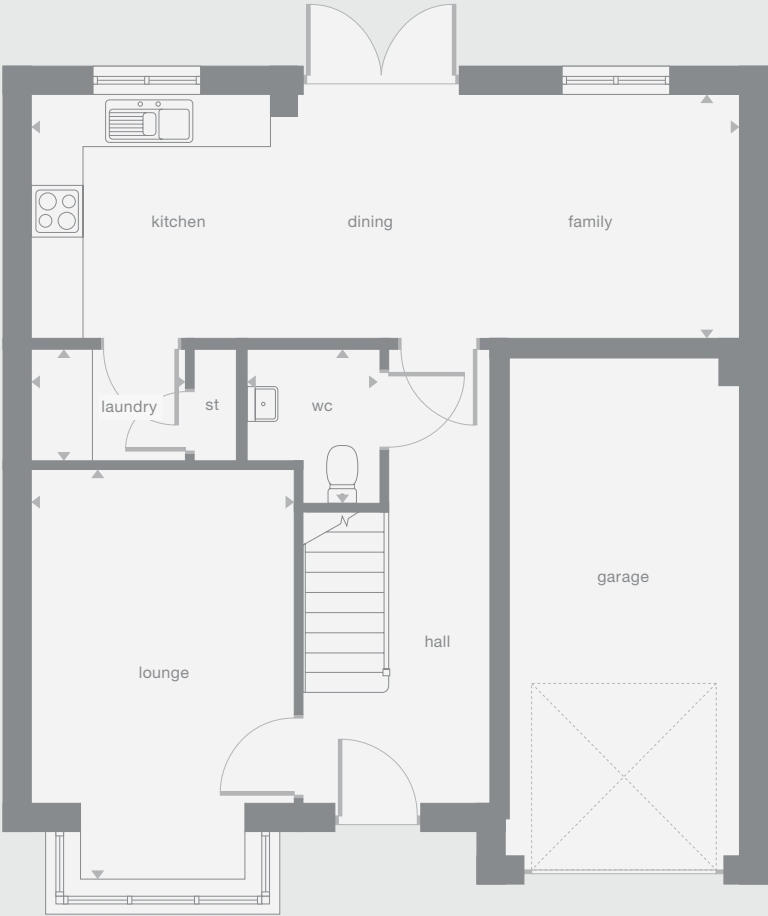 kitchen
dining
family
laundry
st
wc
garage
hall
lounge